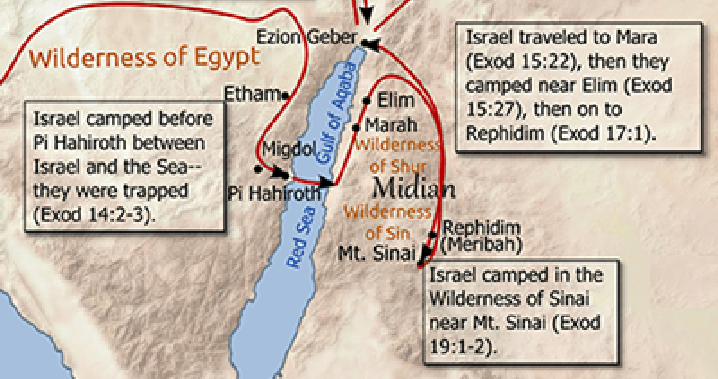 Ezion Geber
Wilderness of Egypt
Israel traveled to Mara
(Exod 15:22), then they
camped near Elim (Exod
15:27), then on to
Rephidim (Exod 17:1).
Etham
Gulf of Aqaba
Elim
Marah
Israel camped before
Pi Hahiroth between
Israel and the Sea--
they were trapped
(Exod 14:2-3).
Migdol
Pi Hahiroth
Wilderness
of Shur
Midian
Wilderness
of Sin
Red Sea
Rephidim
(Meribah)
Mt. Sinai
Israel camped in the
Wilderness of Sinai
near Mt. Sinai (Exod
19:1-2).